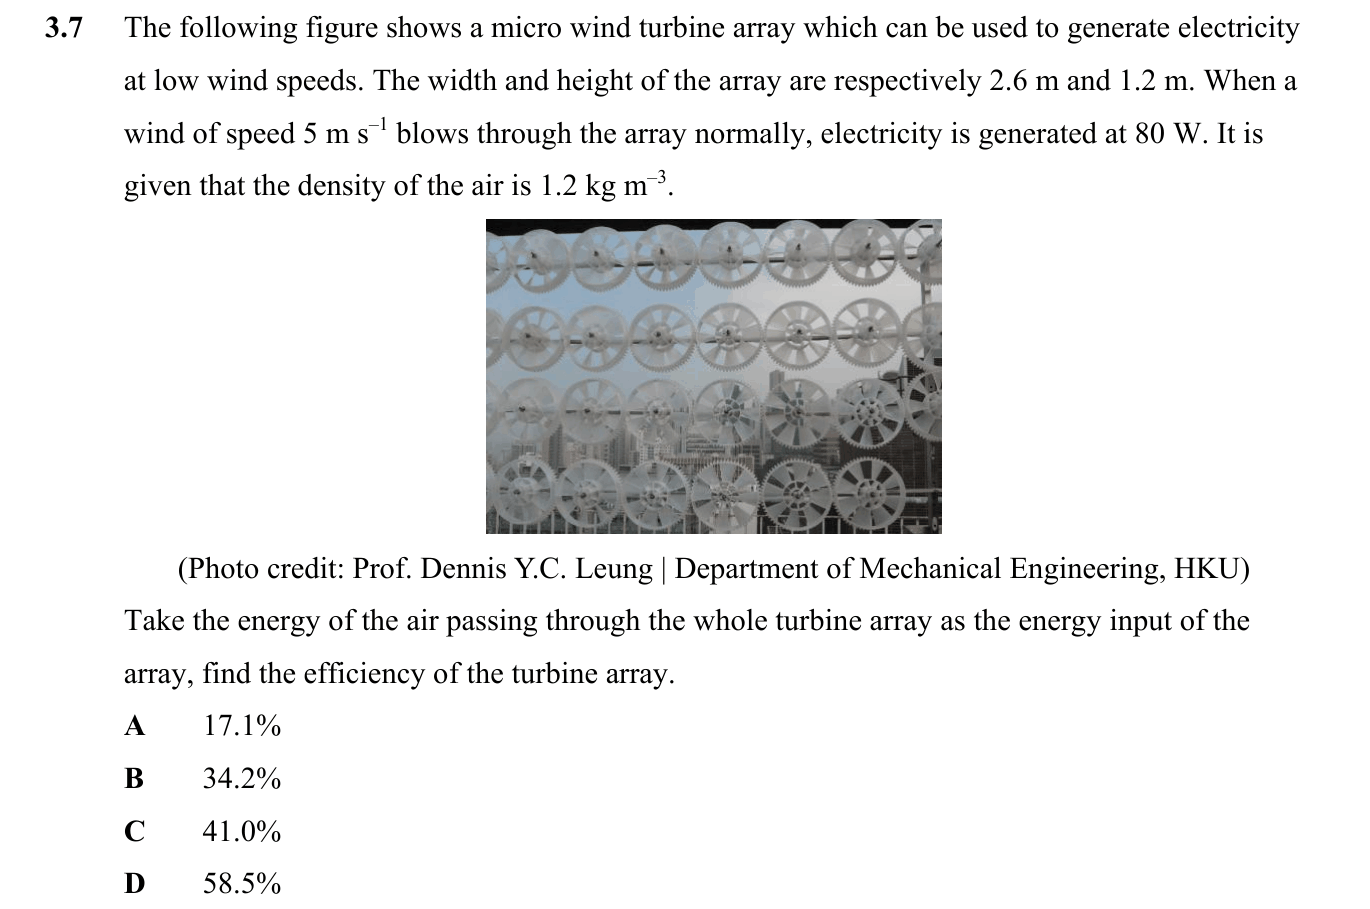 3.7 The following figure shows a micro wind turbine array which can be used to generate electricity
at low wind speeds. The width and height of the array are respectively 2.6 m and 1.2 m. When a
wind of speed 5 m s⁻¹ blows through the array normally, electricity is generated at 80 W. It is
given that the density of the air is 1.2 kg m⁻³.
(Photo credit: Prof. Dennis Y.C. Leung | Department of Mechanical Engineering, HKU)
Take the energy of the air passing through the whole turbine array as the energy input of the
array, find the efficiency of the turbine array.
A 17.1%
B 34.2%
C 41.0%
D 58.5%